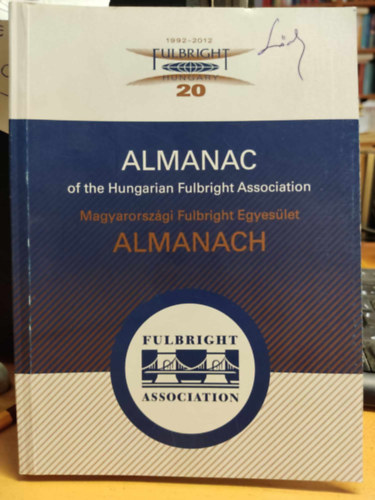 1992-2012
FULBRIGHT
HUNGARY
20
ALMANAC
of the Hungarian Fulbright Association
Magyarországi Fulbright Egyesület
ALMANACH
FULBRIGHT
ASSOCIATION